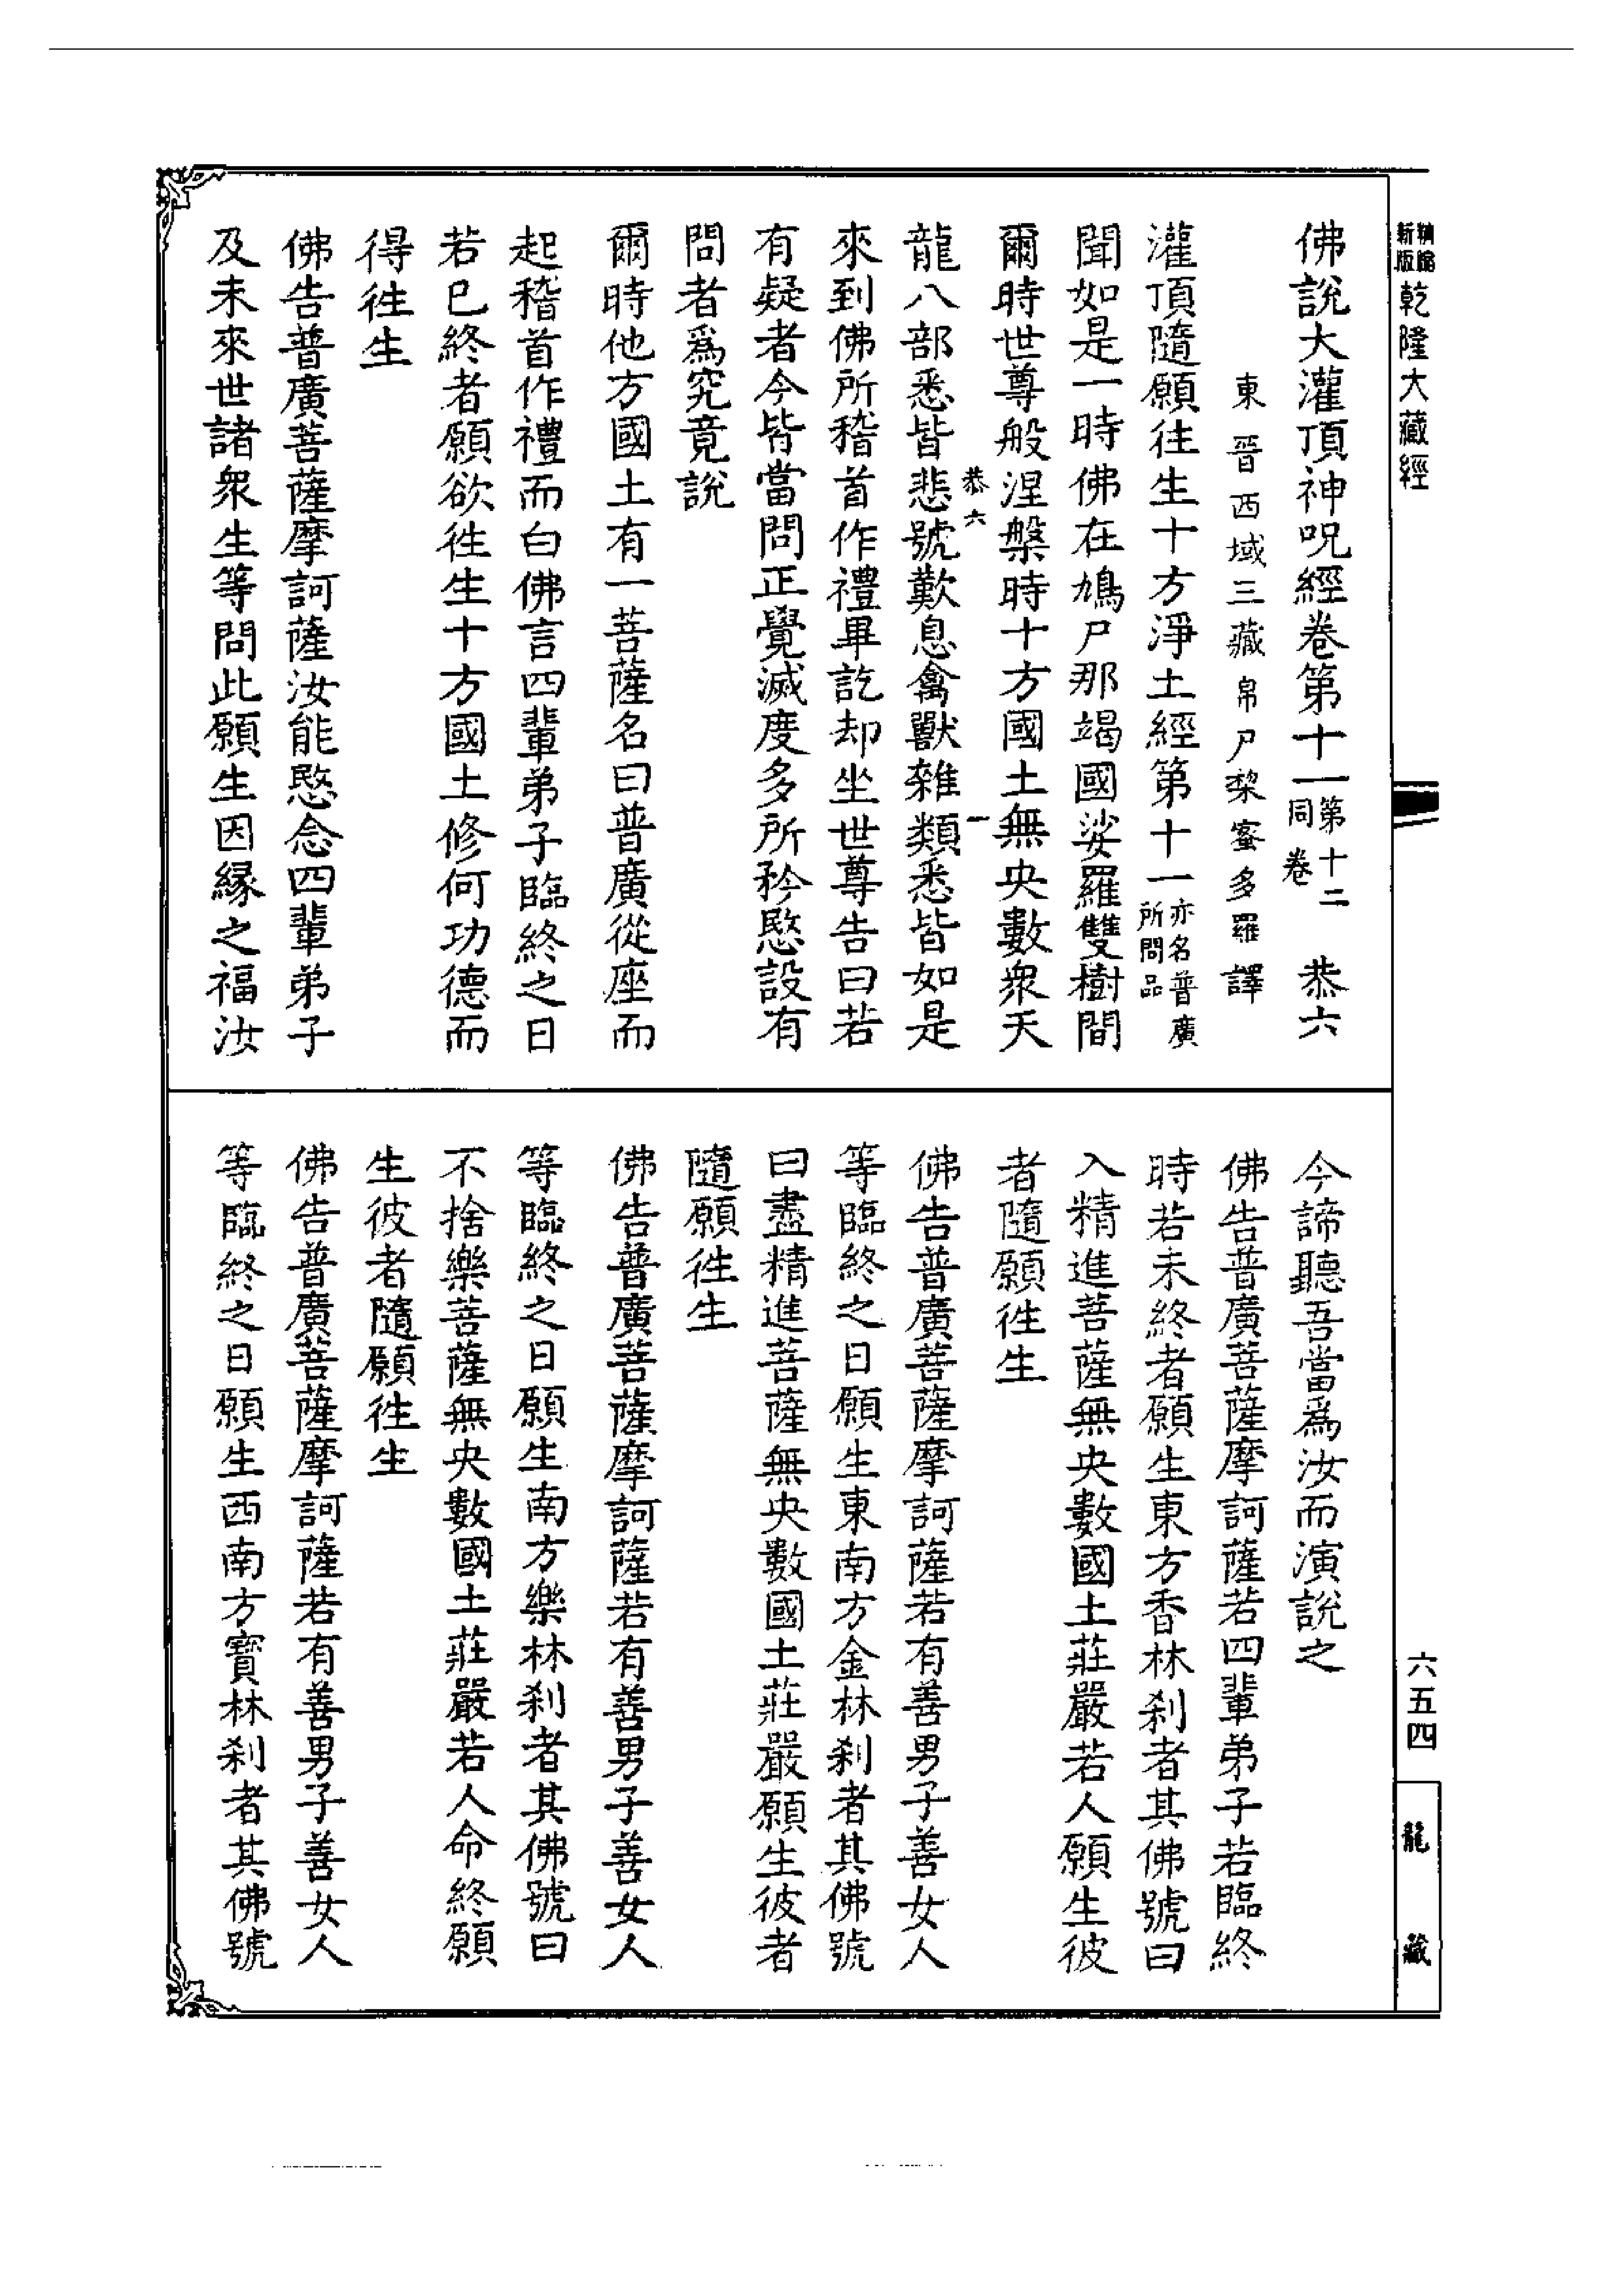 新版精縮乾隆大藏經
佛說大灌頂神呪經卷第十一第十二同卷 恭六
東晉西域三藏帛尸棃蜜多羅譯
灌頂隨願往生十方淨土經第十一亦名普廣所問品
聞如是一時佛在鳩尸那竭國娑羅雙樹間
爾時世尊般涅槃時十方國土無央數衆天
恭六 一
龍八部悉皆悲號歎息禽獸雜類悉皆如是
來到佛所稽首作禮畢訖却坐世尊告曰若
有疑者今皆當問正覺滅度多所矜愍設有
問者爲究竟說
爾時他方國土有一菩薩名曰普廣從座而
起稽首作禮而白佛言四輩弟子臨終之日
若已終者願欲徃生十方國土修何功德而
得徃生
佛告普廣菩薩摩訶薩汝能愍念四輩弟子
及未來世諸衆生等問此願生因緣之福汝
今諦聽吾當爲汝而演說之
佛告普廣菩薩摩訶薩若四輩弟子若臨終
時若未終者願生東方香林刹者其佛號曰
入精進菩薩無央數國土莊嚴若人願生彼
者隨願徃生
佛告普廣菩薩摩訶薩若有善男子善女人
等臨終之日願生東南方金林刹者其佛號
曰盡精進菩薩無央數國土莊嚴願生彼者
隨願徃生
佛告普廣菩薩摩訶薩若有善男子善女人
等臨終之日願生南方樂林刹者其佛號曰
不捨樂菩薩無央數國土莊嚴若人命終願
生彼者隨願徃生
佛告普廣菩薩摩訶薩若有善男子善女人
等臨終之日願生西南方寶林刹者其佛號
六五四
龍藏